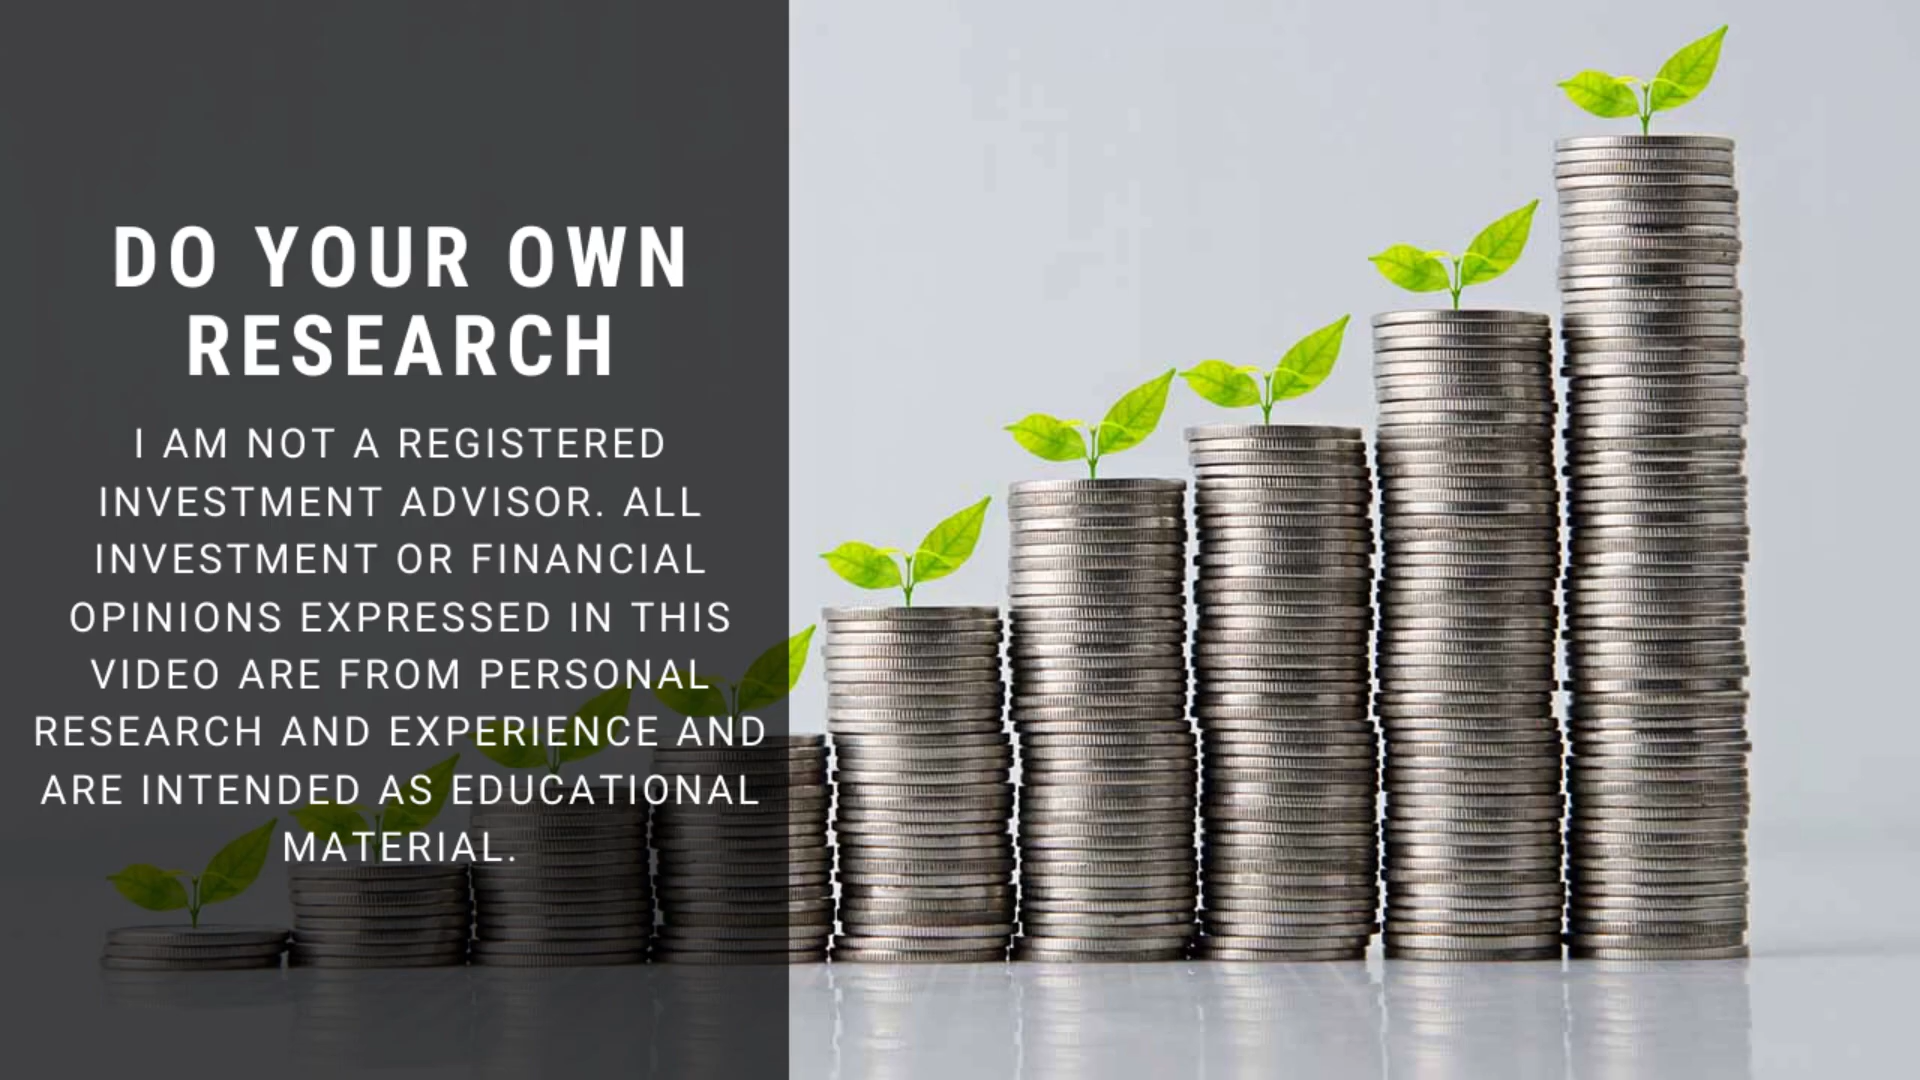 DO YOUR OWN
RESEARCH
I AM NOT A REGISTERED
INVESTMENT ADVISOR. ALL
INVESTMENT OR FINANCIAL
OPINIONS EXPRESSED IN THIS
VIDEO ARE FROM PERSONAL
RESEARCH AND EXPERIENCE AND
ARE INTENDED AS EDUCATIONAL
MATERIAL.